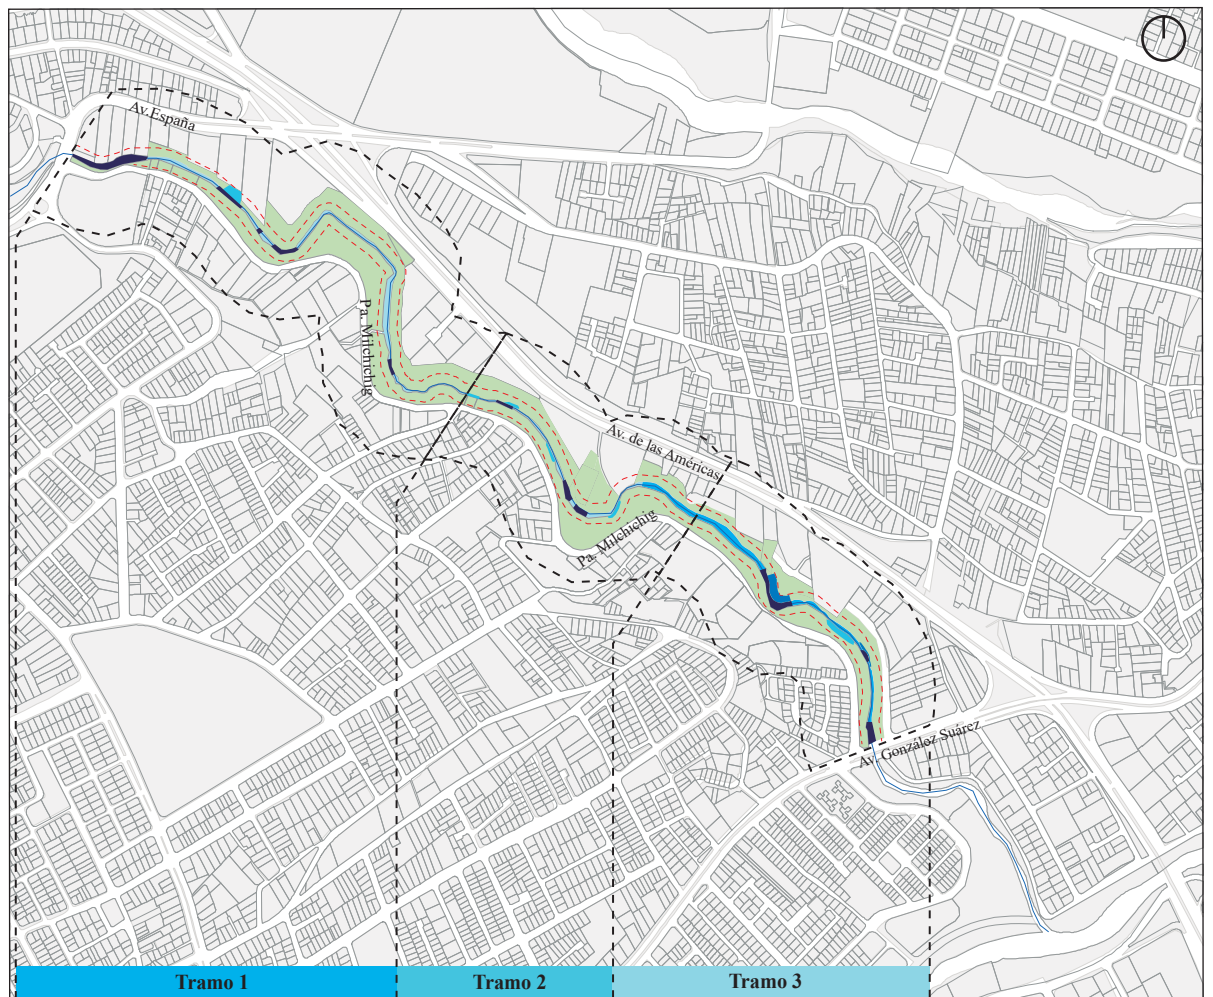 Av.España
Pa. Milchichig
Av. de las Américas
Pa. Milchichig
Av. González Suárez
Tramo 1
Tramo 2
Tramo 3